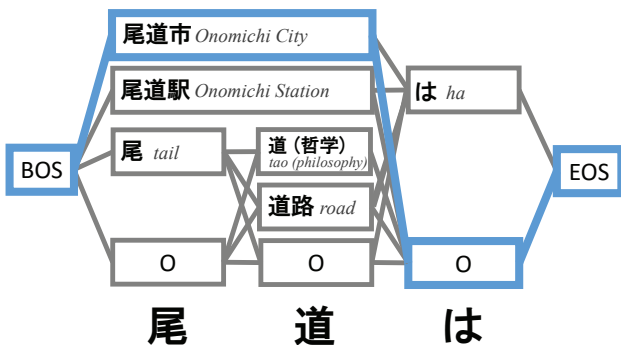 尾道市 Onomichi City
尾道駅 Onomichi Station
は ha
BOS
尾 tail
道 (哲学)
tao (philosophy)
道路 road
EOS
O
O
O
尾 道 は